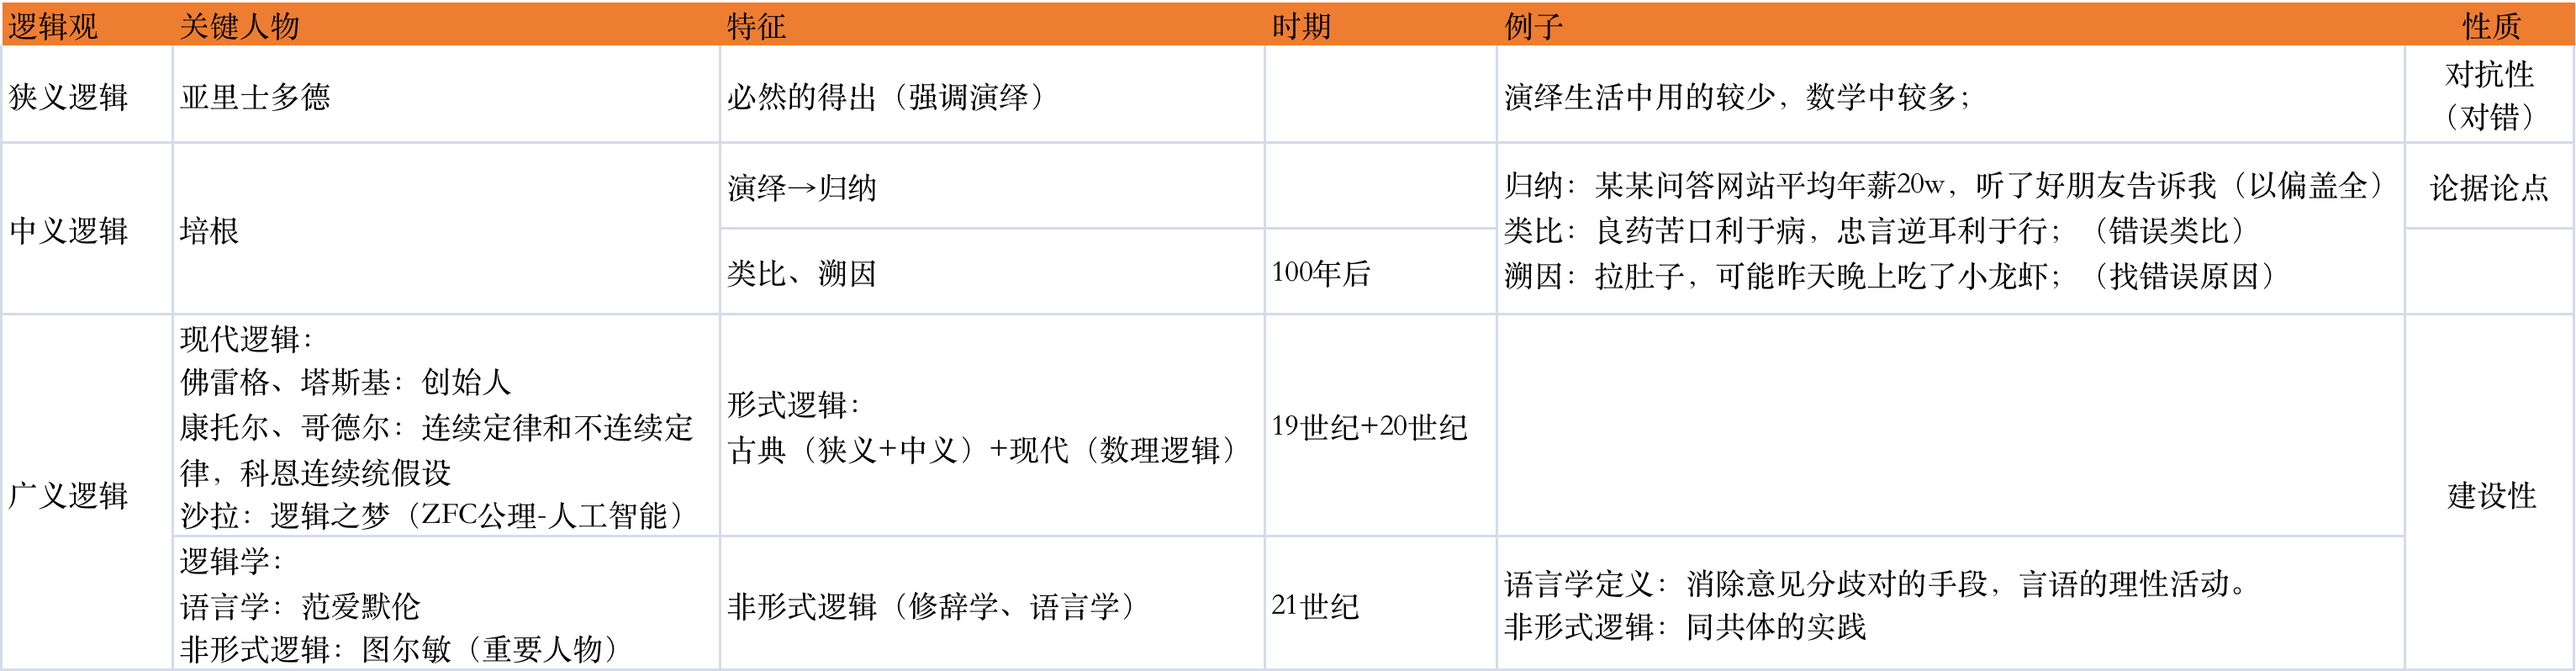 逻辑观 关键人物 特征 时期 例子 性质
狭义逻辑 亚里士多德 必然的得出（强调演绎） 演绎生活中用的较少，数学中较多； 对抗性
（对错）
中义逻辑 培根
演绎→归纳
类比、溯因 100年后
归纳：某某问答网站平均年薪20w，听了好朋友告诉我（以偏盖全）
类比：良药苦口利于病，忠言逆耳利于行；（错误类比）
溯因：拉肚子，可能昨天晚上吃了小龙虾；（找错误原因）
论据论点
广义逻辑
现代逻辑：
佛雷格、塔斯基：创始人
康托尔、哥德尔：连续定律和不连续定
律，科恩连续统假设
沙拉：逻辑之梦（ZFC公理-人工智能）
形式逻辑：
古典（狭义+中义）+现代（数理逻辑）
19世纪+20世纪
建设性
逻辑学：
语言学：范爱默伦
非形式逻辑：图尔敏（重要人物）
非形式逻辑（修辞学、语言学）
21世纪
语言学定义：消除意见分歧对的手段，言语的理性活动。
非形式逻辑：同共体的实践